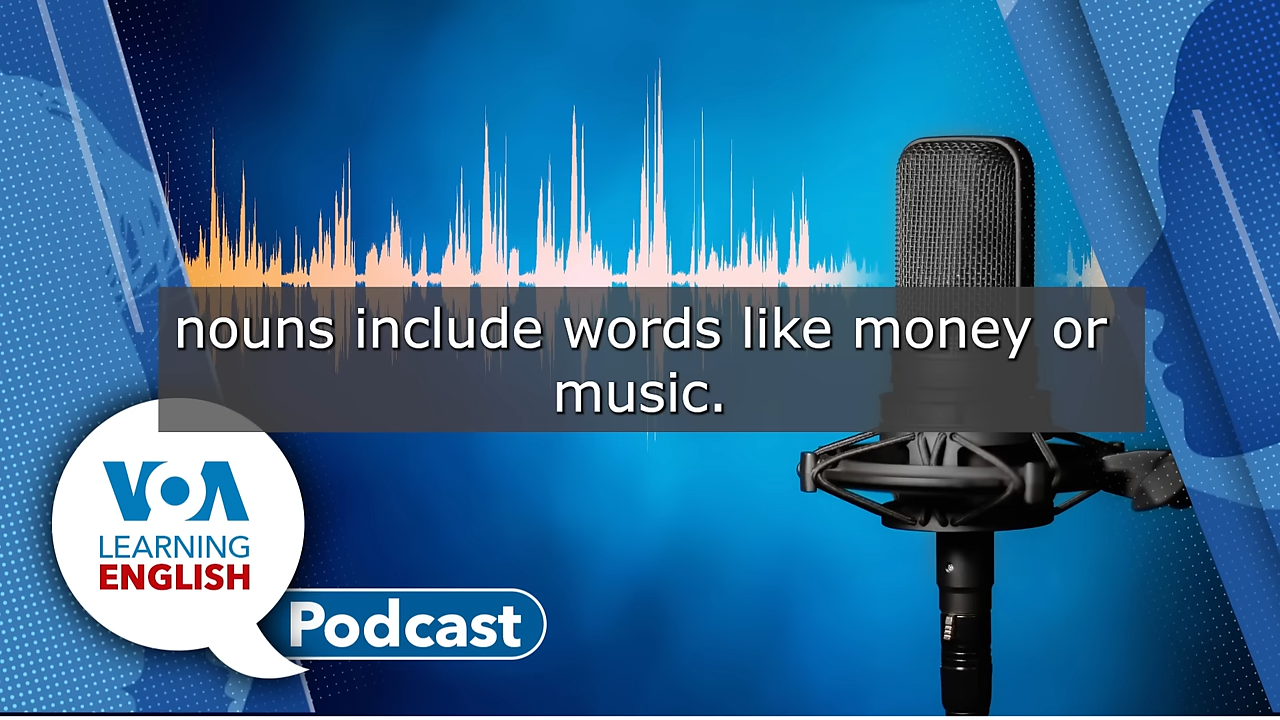 nouns include words like money or
music.
VOA
LEARNING
ENGLISH
Podcast